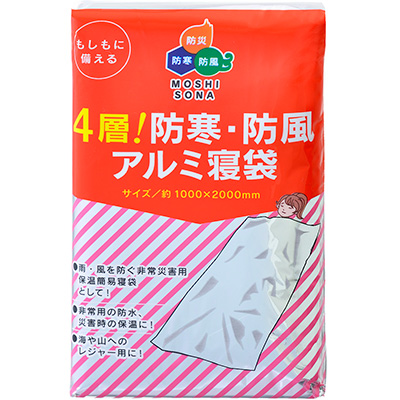 もしもに
備える
防災
防寒 防風
MOSHI
SONA
4層!防寒・防風
アルミ寝袋
サイズ/約1000×2000mm
●雨・風を防ぐ非常災害用
保温簡易寝袋
として!
●非常用の防水、
災害時の保温に!
●海や山への
レジャー用に!